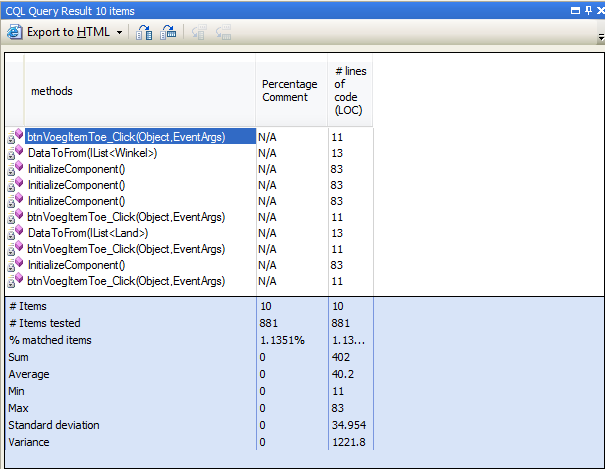 CQL Query Result 10 items
Export to HTML
methods Percentage Comment # lines of code (LOC)
btnVoegItemToe_Click(Object,EventArgs) N/A 11
DataToFrom(IList<Winkel>) N/A 13
InitializeComponent() N/A 83
InitializeComponent() N/A 83
InitializeComponent() N/A 83
btnVoegItemToe_Click(Object,EventArgs) N/A 11
DataToFrom(IList<Land>) N/A 13
btnVoegItemToe_Click(Object,EventArgs) N/A 11
InitializeComponent() N/A 83
btnVoegItemToe_Click(Object,EventArgs) N/A 11
# Items 10 10
# Items tested 881 881
% matched items 1.1351% 1.13...
Sum 0 402
Average 0 40.2
Min 0 11
Max 0 83
Standard deviation 0 34.954
Variance 0 1221.8